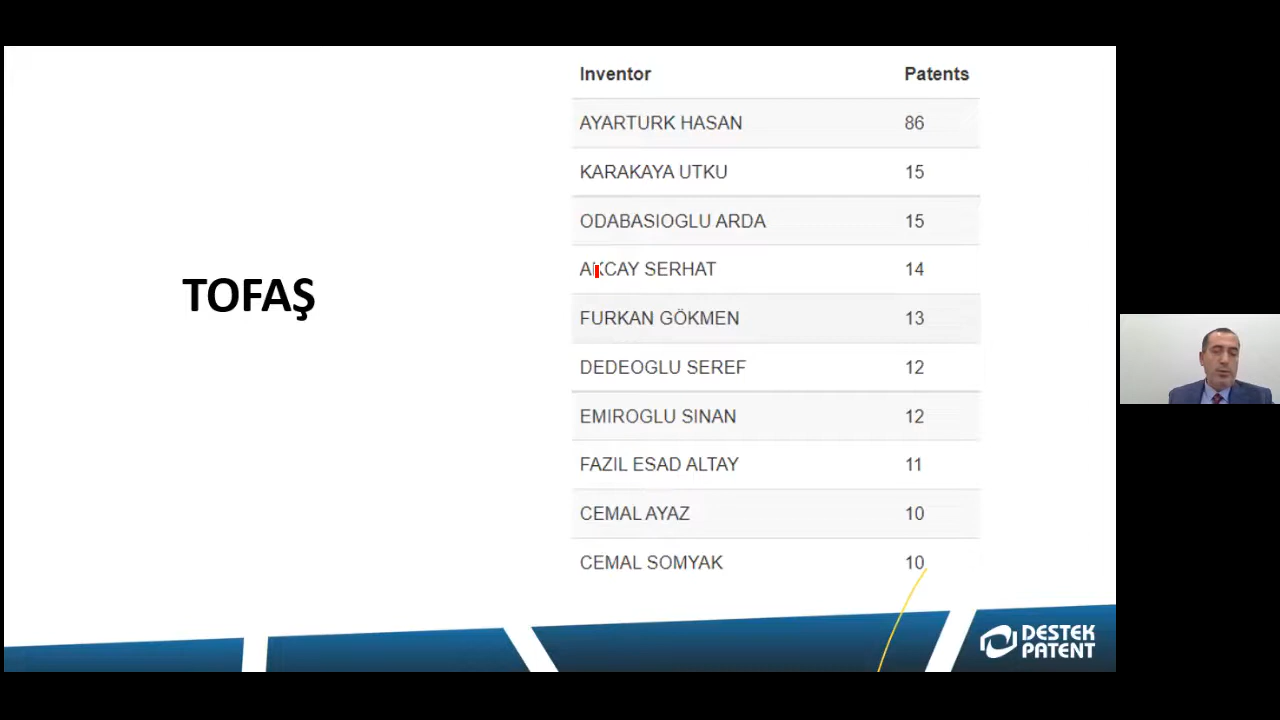 TOFAŞ
Inventor Patents
AYARTURK HASAN 86
KARAKAYA UTKU 15
ODABASIOGLU ARDA 15
AKCAY SERHAT 14
FURKAN GÖKMEN 13
DEDEOGLU SEREF 12
EMIROGLU SINAN 12
FAZIL ESAD ALTAY 11
CEMAL AYAZ 10
CEMAL SOMYAK 10
DESTEK
PATENT